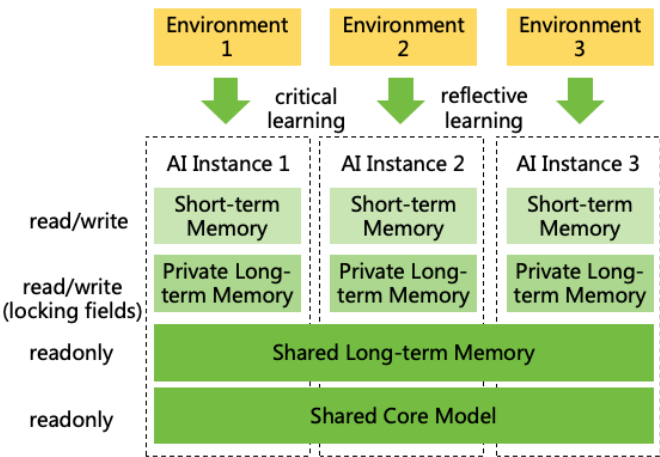 Environment
1
Environment
2
Environment
3
critical
learning
reflective
learning
AI Instance 1
AI Instance 2
AI Instance 3
read/write
Short-term
Memory
Short-term
Memory
Short-term
Memory
read/write
(locking fields)
Private Long-
term Memory
Private Long-
term Memory
Private Long-
term Memory
readonly
Shared Long-term Memory
readonly
Shared Core Model